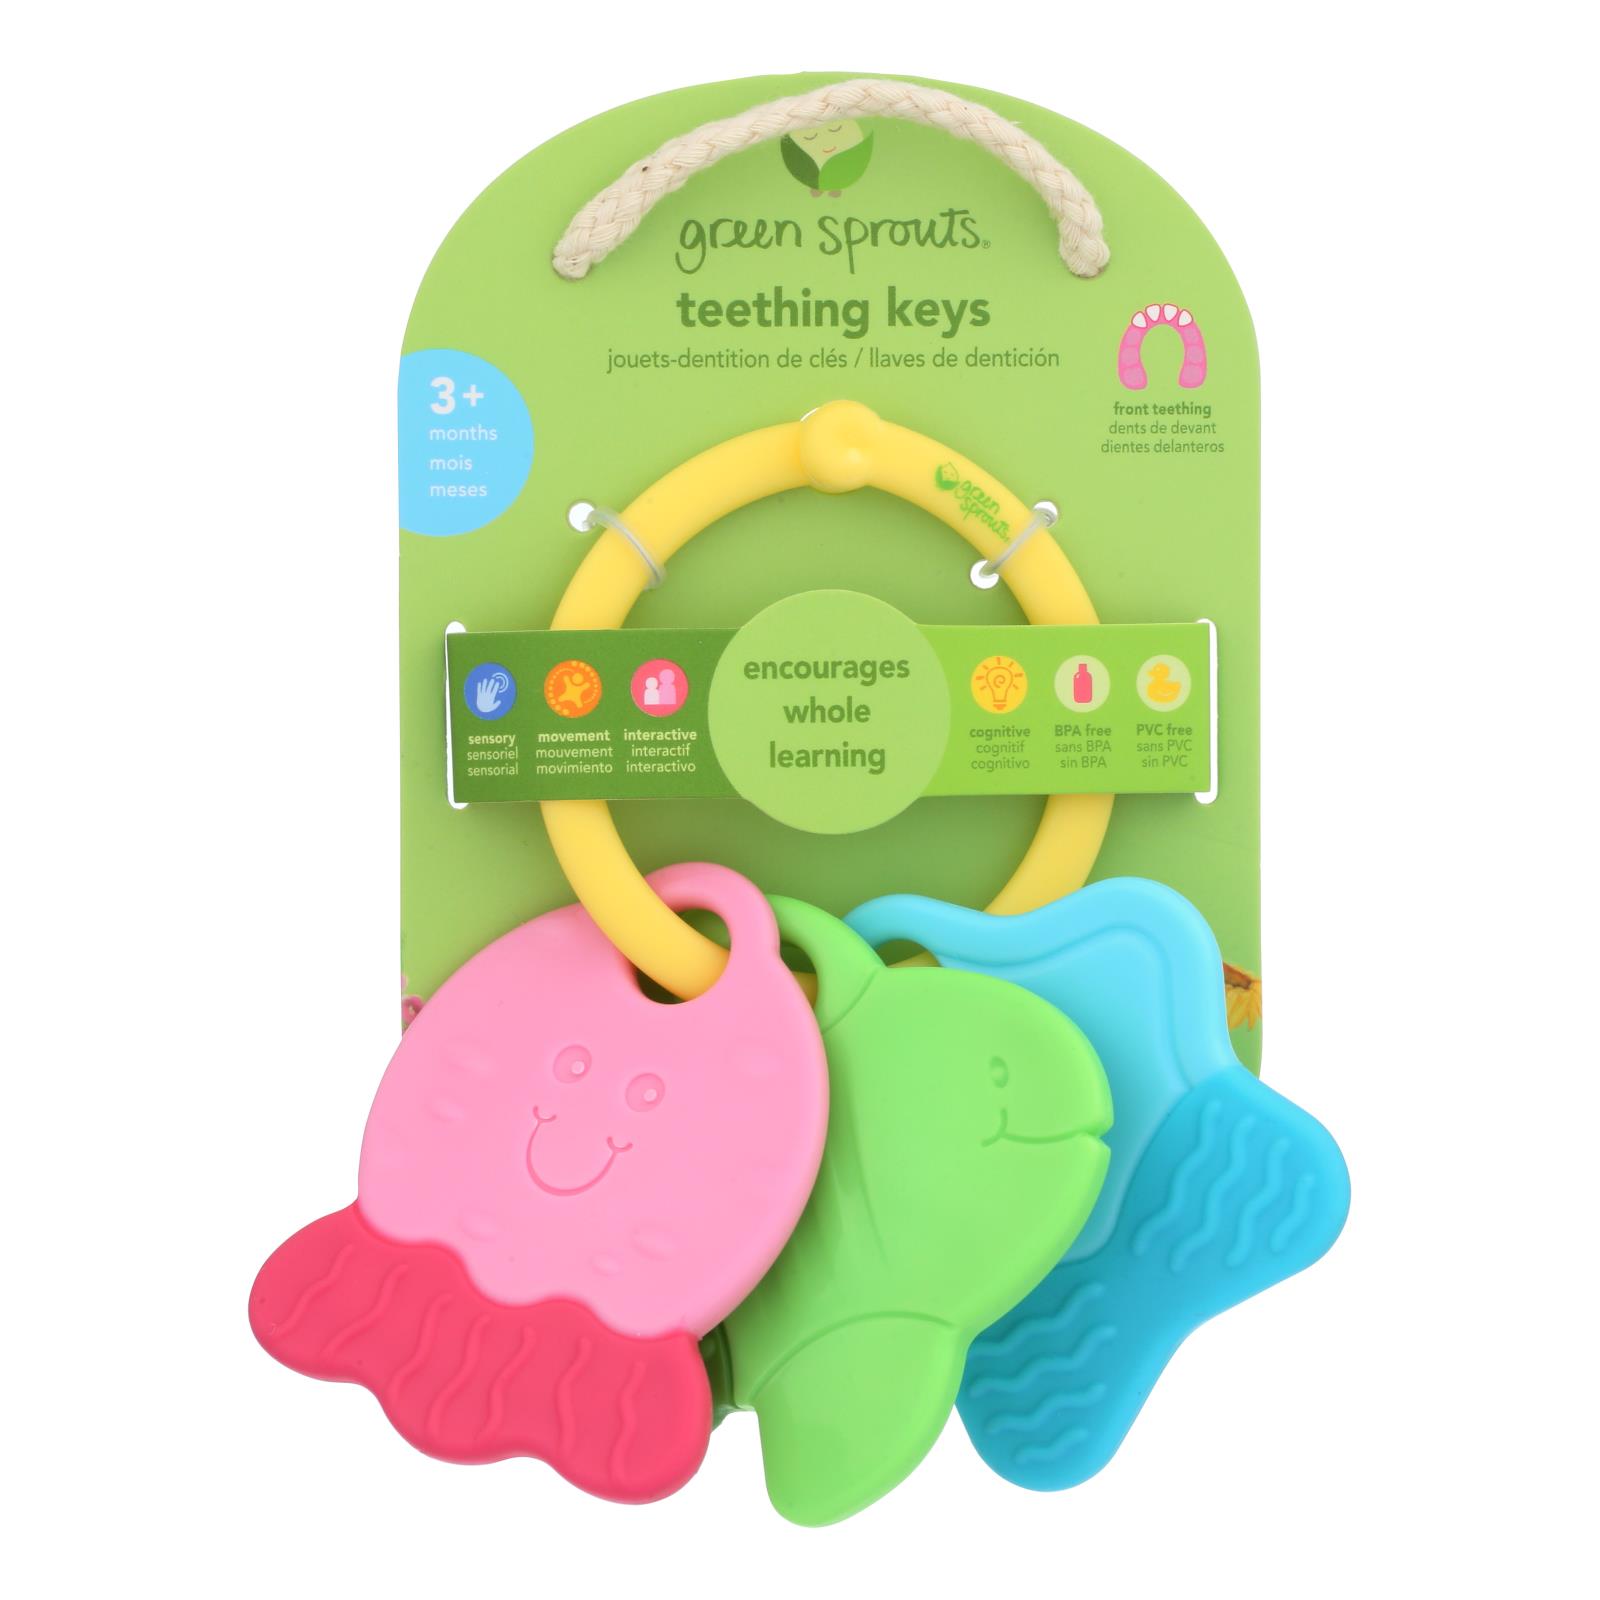 green sprouts®
teething keys
jouets-dentition de clés / llaves de dentición
3+
months
mois
meses
front teething
dents de devant
dientes delanteros
green
sprouts®
sensory
sensoriel
sensorial
movement
mouvement
movimiento
interactive
interactif
interactivo
encourages
whole
learning
cognitive
cognitif
cognitivo
BPA free
sans BPA
sin BPA
PVC free
sans PVC
sin PVC